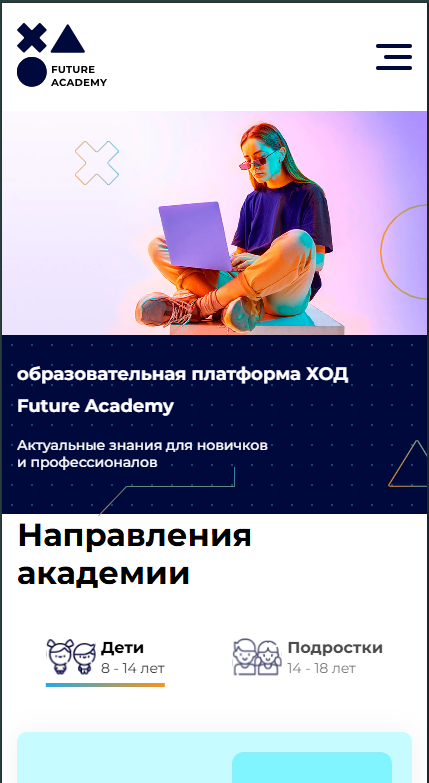 FUTURE
ACADEMY
образовательная платформа ХОД
Future Academy
Актуальные знания для новичков
и профессионалов
Направления
академии
Дети
8 - 14 лет
Подростки
14 - 18 лет